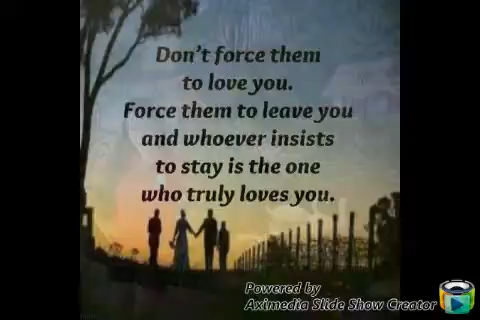 Don't force them
to love you.
Force them to leave you
and whoever insists
to stay is the one
who truly loves you.
Powered by
Aximedia Slide Show Creator